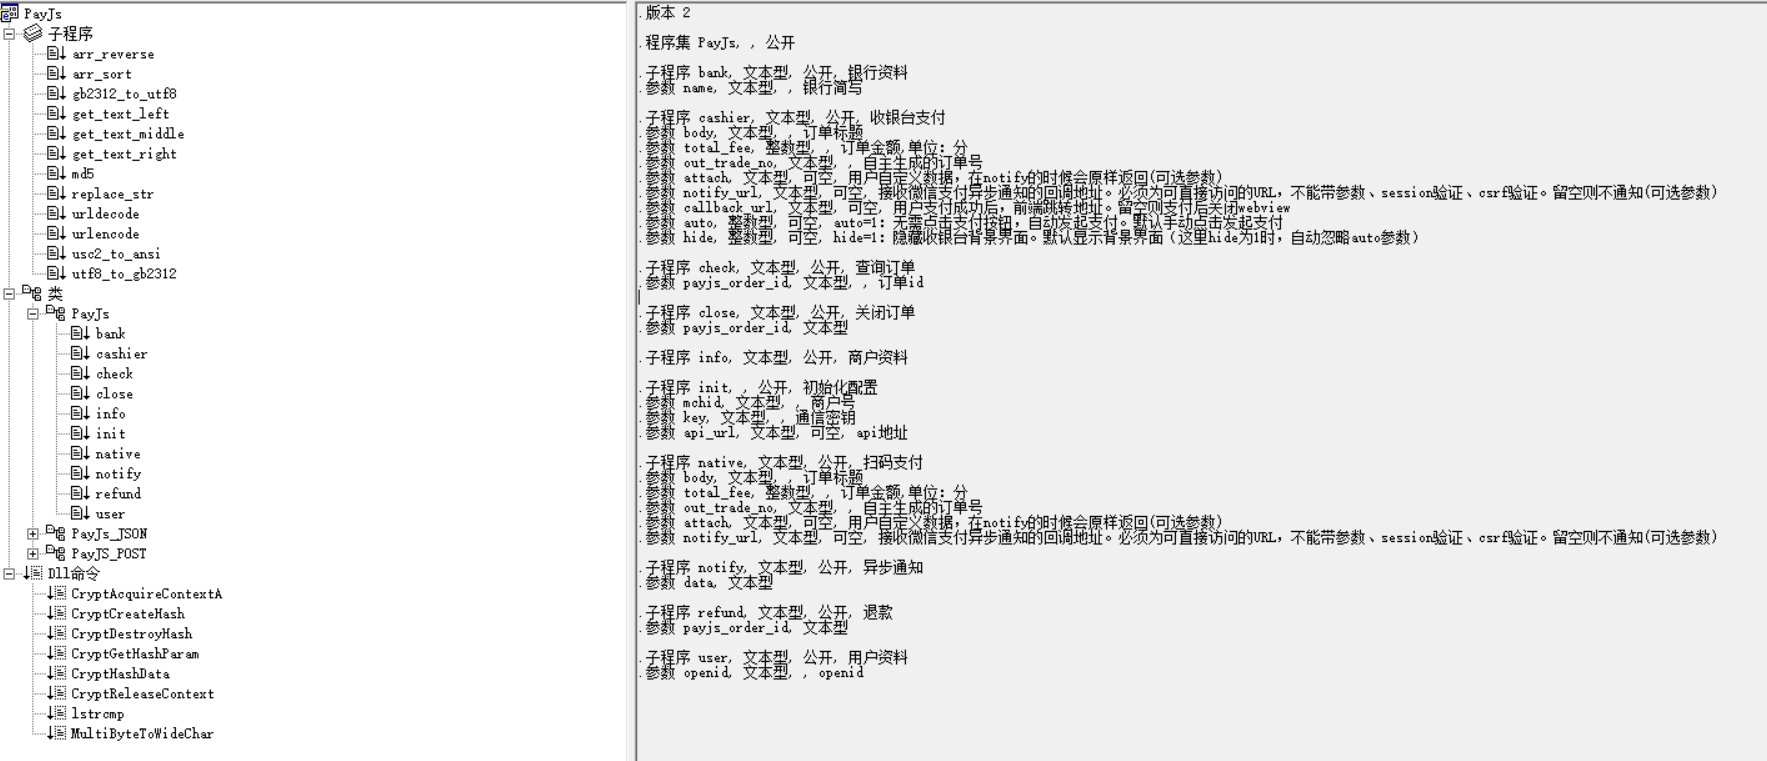 PayJs
子程序
arr_reverse
arr_sort
gb2312_to_utf8
get_text_left
get_text_middle
get_text_right
md5
replace_str
urldecode
urlencode
usc2_to_ansi
utf8_to_gb2312
类
PayJs
bank
cashier
check
close
info
init
native
notify
refund
user
PayJs_JSON
PayJS_POST
Dll命令
CryptAcquireContextA
CryptCreateHash
CryptDestroyHash
CryptGetHashParam
CryptHashData
CryptReleaseContext
lstrcmp
MultiByteToWideChar
.版本 2
.程序集 PayJs, , 公开
.子程序 bank, 文本型, 公开, 银行资料
.参数 name, 文本型, , 银行简写
.子程序 cashier, 文本型, 公开, 收银台支付
.参数 body, 文本型, , 订单标题
.参数 total_fee, 整数型, , 订单金额,单位：分
.参数 out_trade_no, 文本型, , 自主生成的订单号
.参数 attach, 文本型, 可空, 用户自定义数据，在notify的时候会原样返回(可选参数)
.参数 notify_url, 文本型, 可空, 接收微信支付异步通知的回调地址。必须为可直接访问的URL，不能带参数、session验证、csrf验证。留空则不通知(可选参数)
.参数 callback_url, 文本型, 可空, 用户支付成功后，前端跳转地址。留空则支付后关闭webview
.参数 auto, 整数型, 可空, auto=1：无需点击支付按钮，自动发起支付。默认手动点击发起支付
.参数 hide, 整数型, 可空, hide=1：隐藏收银台背景界面。默认显示背景界面（这里hide为1时，自动忽略auto参数）
.子程序 check, 文本型, 公开, 查询订单
.参数 payjs_order_id, 文本型, , 订单id
.子程序 close, 文本型, 公开, 关闭订单
.参数 payjs_order_id, 文本型
.子程序 info, 文本型, 公开, 商户资料
.子程序 init, , 公开, 初始化配置
.参数 mchid, 文本型, , 商户号
.参数 key, 文本型, , 通信密钥
.参数 api_url, 文本型, 可空, api地址
.子程序 native, 文本型, 公开, 扫码支付
.参数 body, 文本型, , 订单标题
.参数 total_fee, 整数型, , 订单金额,单位：分
.参数 out_trade_no, 文本型, , 自主生成的订单号
.参数 attach, 文本型, 可空, 用户自定义数据，在notify的时候会原样返回(可选参数)
.参数 notify_url, 文本型, 可空, 接收微信支付异步通知的回调地址。必须为可直接访问的URL，不能带参数、session验证、csrf验证。留空则不通知(可选参数)
.子程序 notify, 文本型, 公开, 异步通知
.参数 data, 文本型
.子程序 refund, 文本型, 公开, 退款
.参数 payjs_order_id, 文本型
.子程序 user, 文本型, 公开, 用户资料
.参数 openid, 文本型, , openid